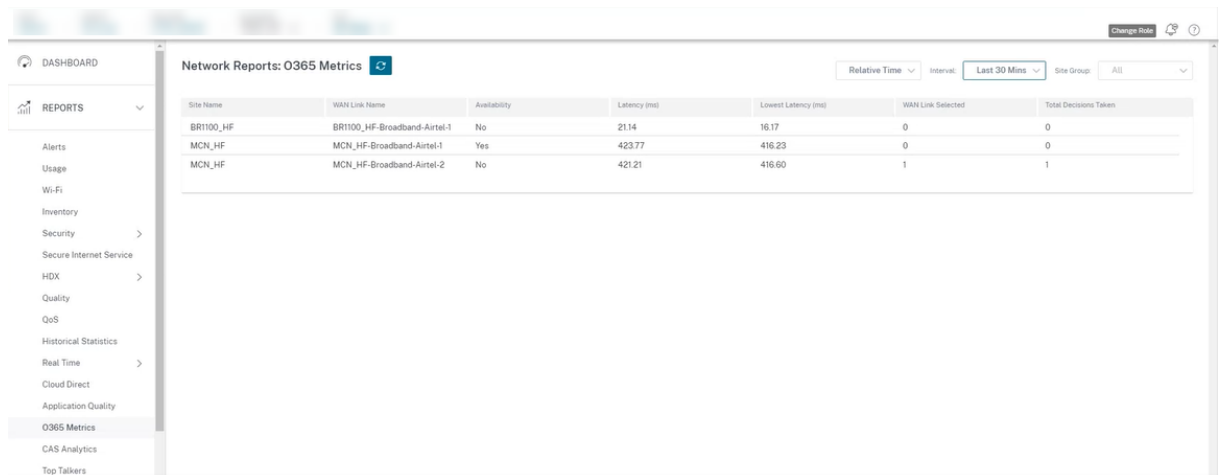 Change Role
DASHBOARD
REPORTS
Alerts
Usage
Wi-Fi
Inventory
Security
Secure Internet Service
HDX
Quality
QoS
Historical Statistics
Real Time
Cloud Direct
Application Quality
O365 Metrics
CAS Analytics
Top Talkers
Network Reports: O365 Metrics
Relative Time Interval: Last 30 Mins Site Group: All
Site Name WAN Link Name Availability Latency (ms) Lowest Latency (ms) WAN Link Selected Total Decisions Taken
BR1100_HF BR1100_HF-Broadband-Airtel-1 No 21.14 16.17 0 0
MCN_HF MCN_HF-Broadband-Airtel-1 Yes 423.77 416.23 0 0
MCN_HF MCN_HF-Broadband-Airtel-2 No 421.21 416.60 1 1